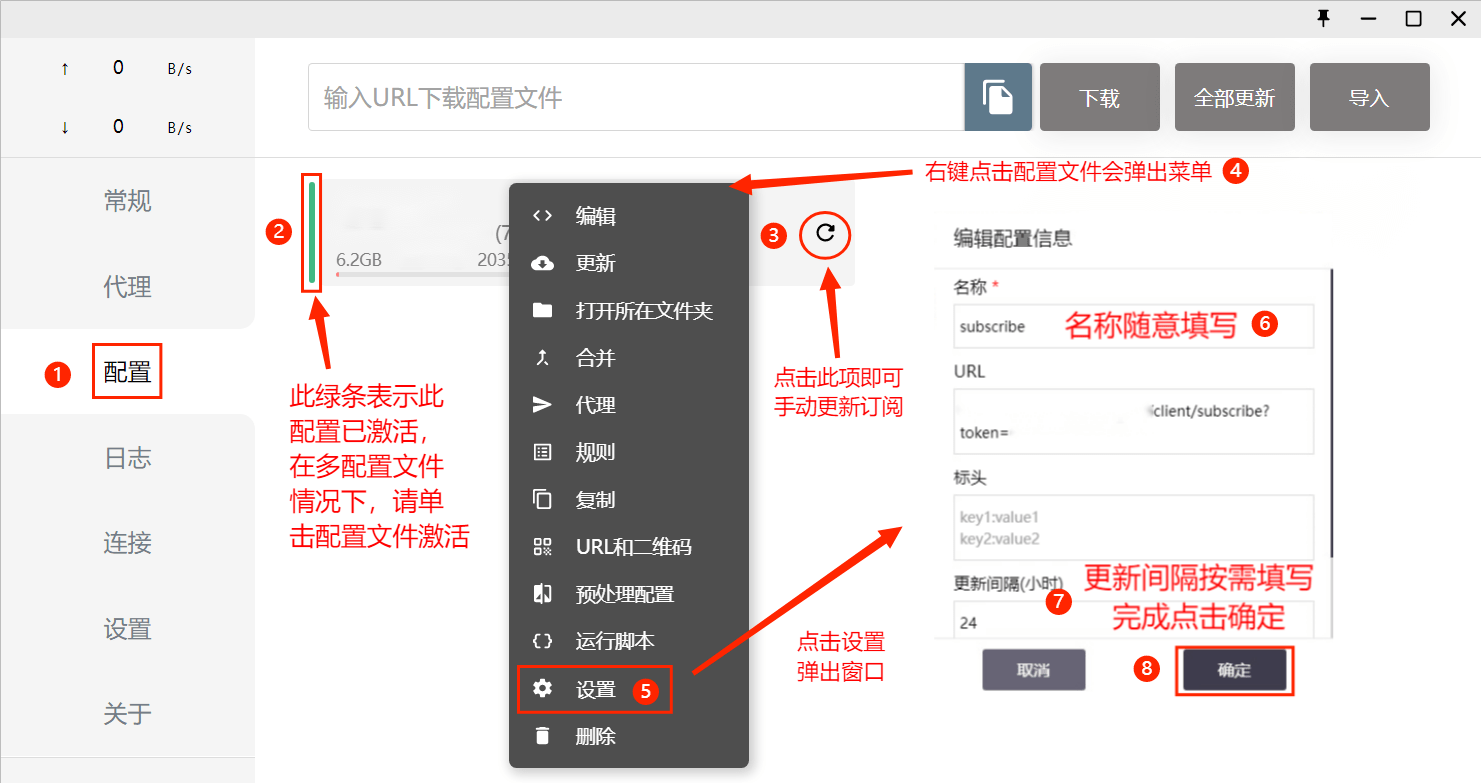 ↑ 0 B/s
↓ 0 B/s
输入URL下载配置文件
下载
全部更新
导入
常规
代理
1 配置
日志
连接
设置
关于
右键点击配置文件会弹出菜单 4
2
(7
6.2GB 2035
3
此绿条表示此
配置已激活，
在多配置文件
情况下，请单
击配置文件激活
编辑
更新
打开所在文件夹
合并
代理
规则
复制
URL和二维码
预处理配置
运行脚本
设置 5
删除
点击此项即可
手动更新订阅
点击设置
弹出窗口
编辑配置信息
名称 *
subscribe 名称随意填写 6
URL
/client/subscribe?
token=
标头
key1:value1
key2:value2
更新间隔(小时) 更新间隔按需填写
7
24 完成点击确定
取消
8 确定